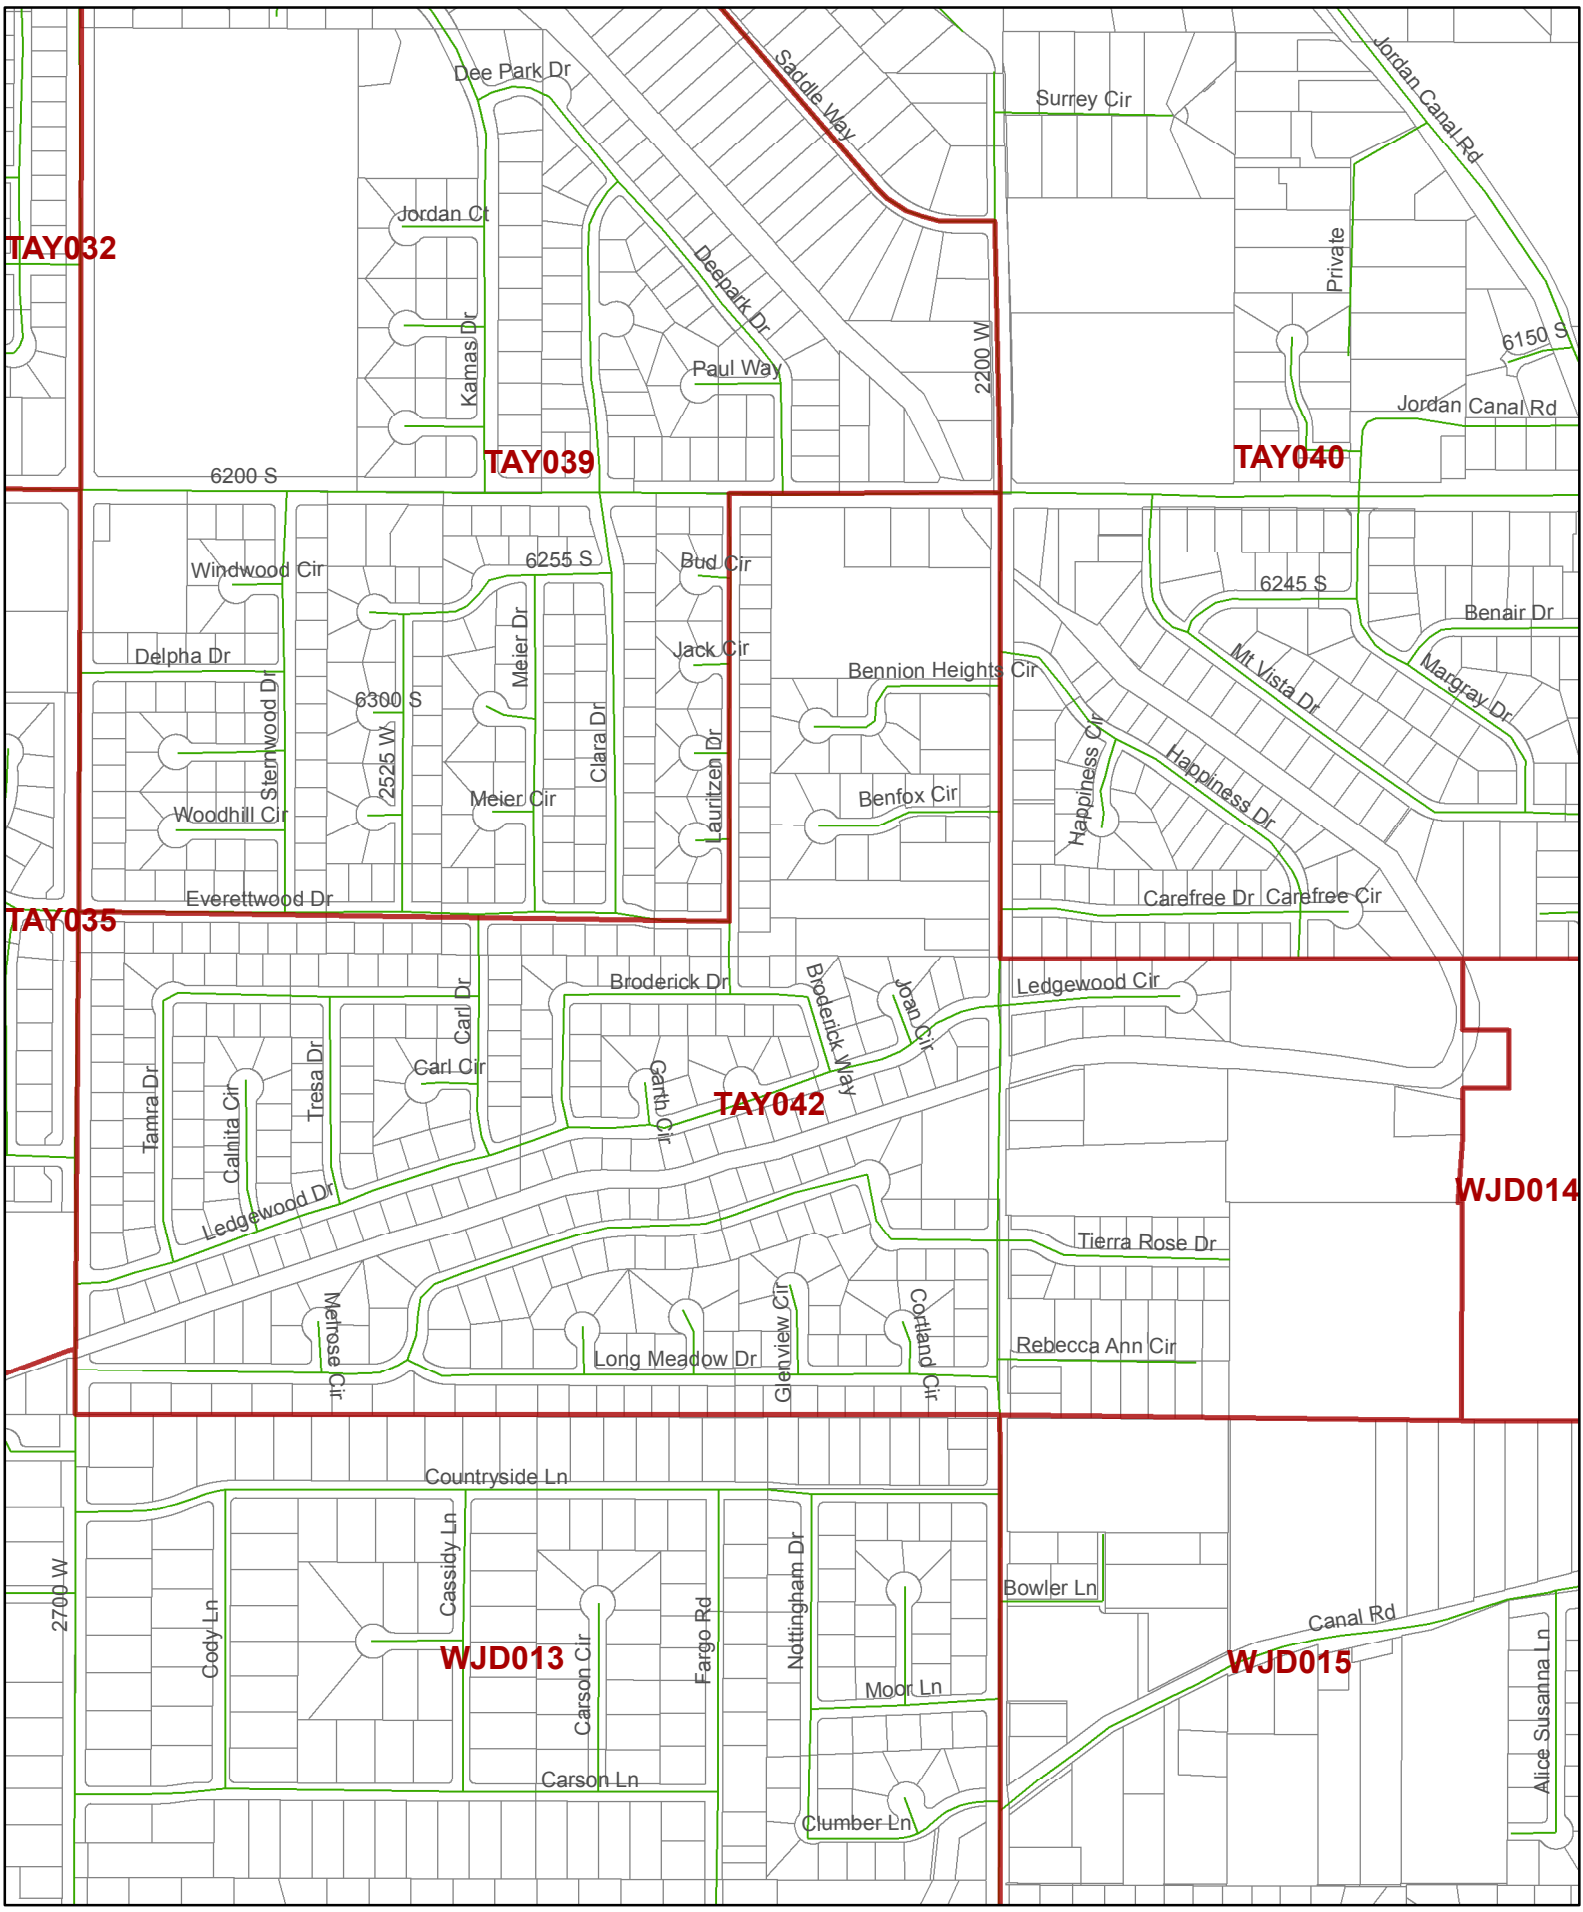 Dee Park Dr
Saddle Way
Jordan Canal Rd
Surrey Cir
Jordan Ct
TAY032
Private
Deepark Dr
Kamas Dr
2200 W
6150 S
Paul Way
Jordan Canal Rd
TAY039
TAY040
6200 S
6255 S
Bud Cir
Windwood Cir
6245 S
Benair Dr
Meier Dr
Jack Cir
Delpha Dr
Bennion Heights Cir
Mt Vista Dr
Margray Dr
6300 S
Sternwood Dr
2525 W
Clara Dr
Lauritzen Dr
Happiness Cir
Happiness Dr
Meier Cir
Benfox Cir
Woodhill Cir
Everettwood Dr
Carefree Dr
Carefree Cir
TAY035
Broderick Dr
Broderick Way
Joan Cir
Ledgewood Cir
Carl Dr
Tresa Dr
Carl Cir
Garth Cir
Tamra Dr
Calnita Cir
TAY042
WJD014
Ledgewood Dr
Tierra Rose Dr
Melrose Cir
Glenview Cir
Cortland Cir
Long Meadow Dr
Rebecca Ann Cir
Countryside Ln
Cassidy Ln
Nottingham Dr
2700 W
Bowler Ln
Cody Ln
Carson Cir
Fargo Rd
Canal Rd
WJD013
WJD015
Moor Ln
Alice Susanna Ln
Carson Ln
Clumber Ln